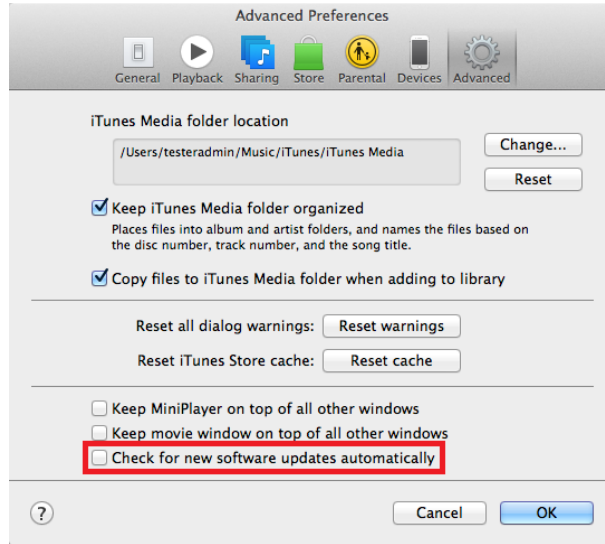 Advanced Preferences
General Playback Sharing Store Parental Devices Advanced
iTunes Media folder location
/Users/testeradmin/Music/iTunes/iTunes Media
Change...
Reset
Keep iTunes Media folder organized
Places files into album and artist folders, and names the files based on
the disc number, track number, and the song title.
Copy files to iTunes Media folder when adding to library
Reset all dialog warnings: Reset warnings
Reset iTunes Store cache: Reset cache
Keep MiniPlayer on top of all other windows
Keep movie window on top of all other windows
Check for new software updates automatically
? Cancel OK